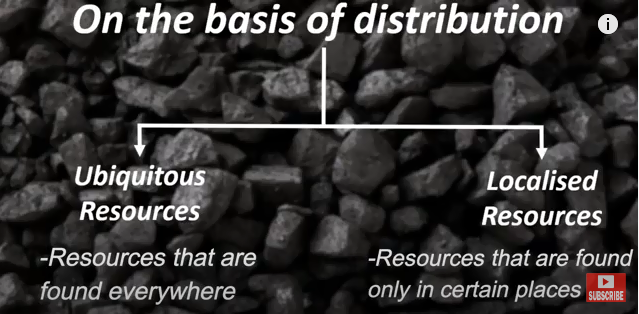 On the basis of distribution
i
Ubiquitous
Resources
-Resources that are
found everywhere
Localised
Resources
-Resources that are found
only in certain places
SUBSCRIBE